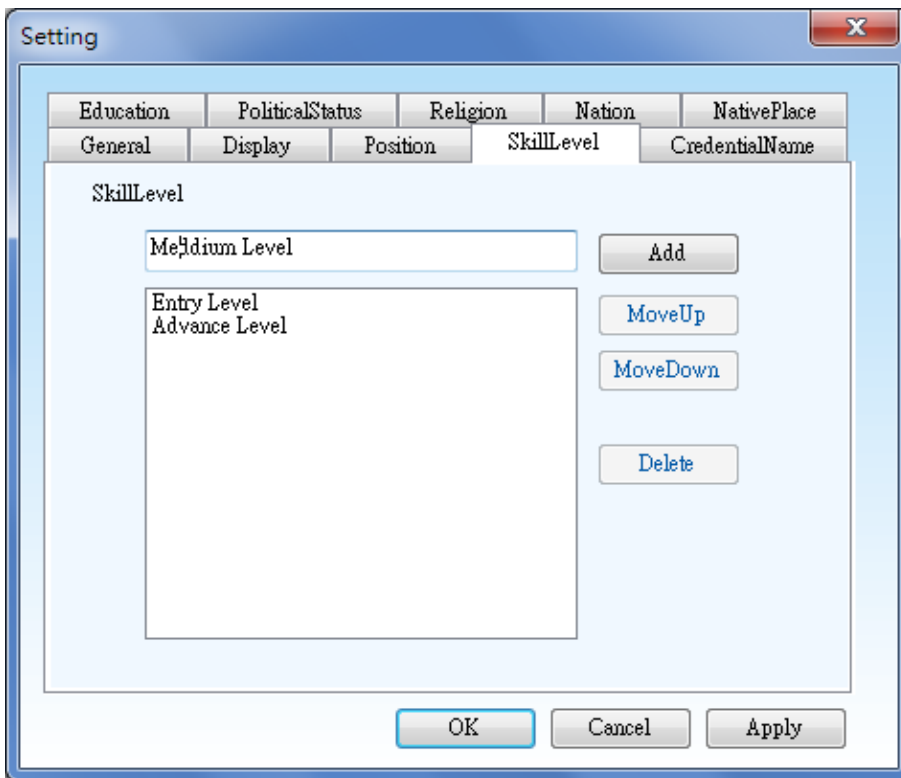 Setting
Education PoliticalStatus Religion Nation NativePlace
General Display Position SkillLevel CredentialName
SkillLevel
Level
Add
Entry Level
Advance Level
MoveUp
MoveDown
Delete
OK Cancel Apply